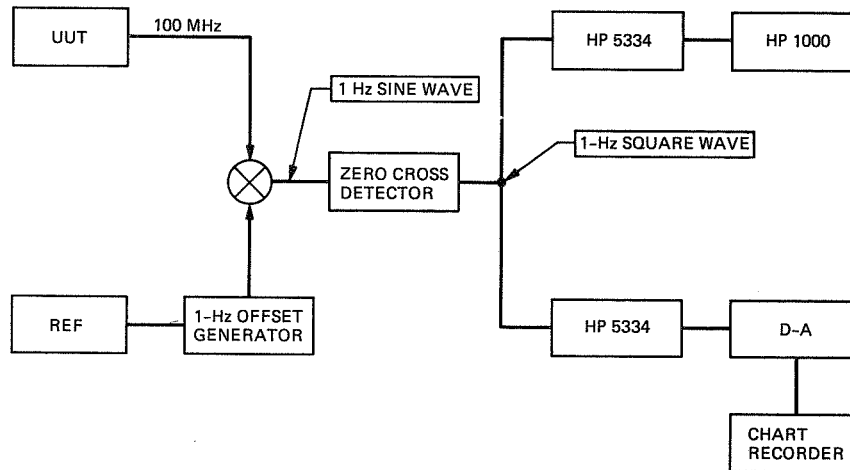 UUT
100 MHz
HP 5334
HP 1000
1 Hz SINE WAVE
ZERO CROSS
DETECTOR
1-Hz SQUARE WAVE
REF
1-Hz OFFSET
GENERATOR
HP 5334
D-A
CHART
RECORDER